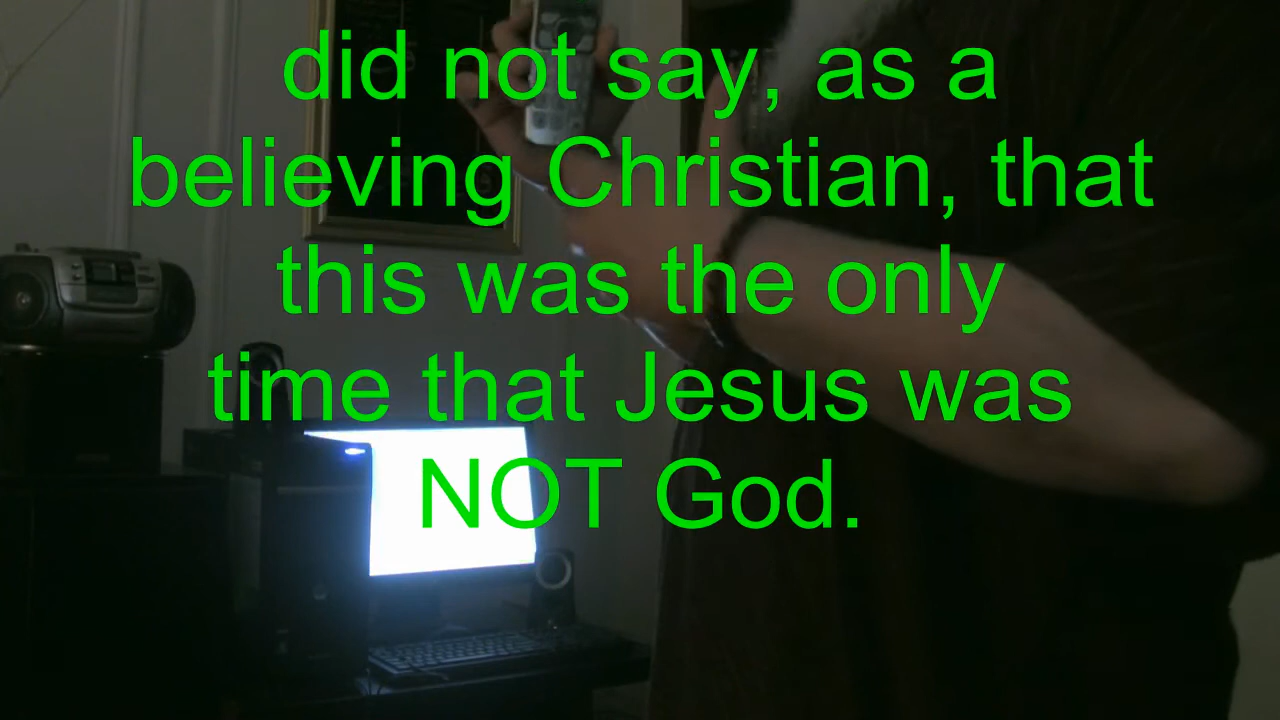 did not say, as a
believing Christian, that
this was the only
time that Jesus was
NOT God.